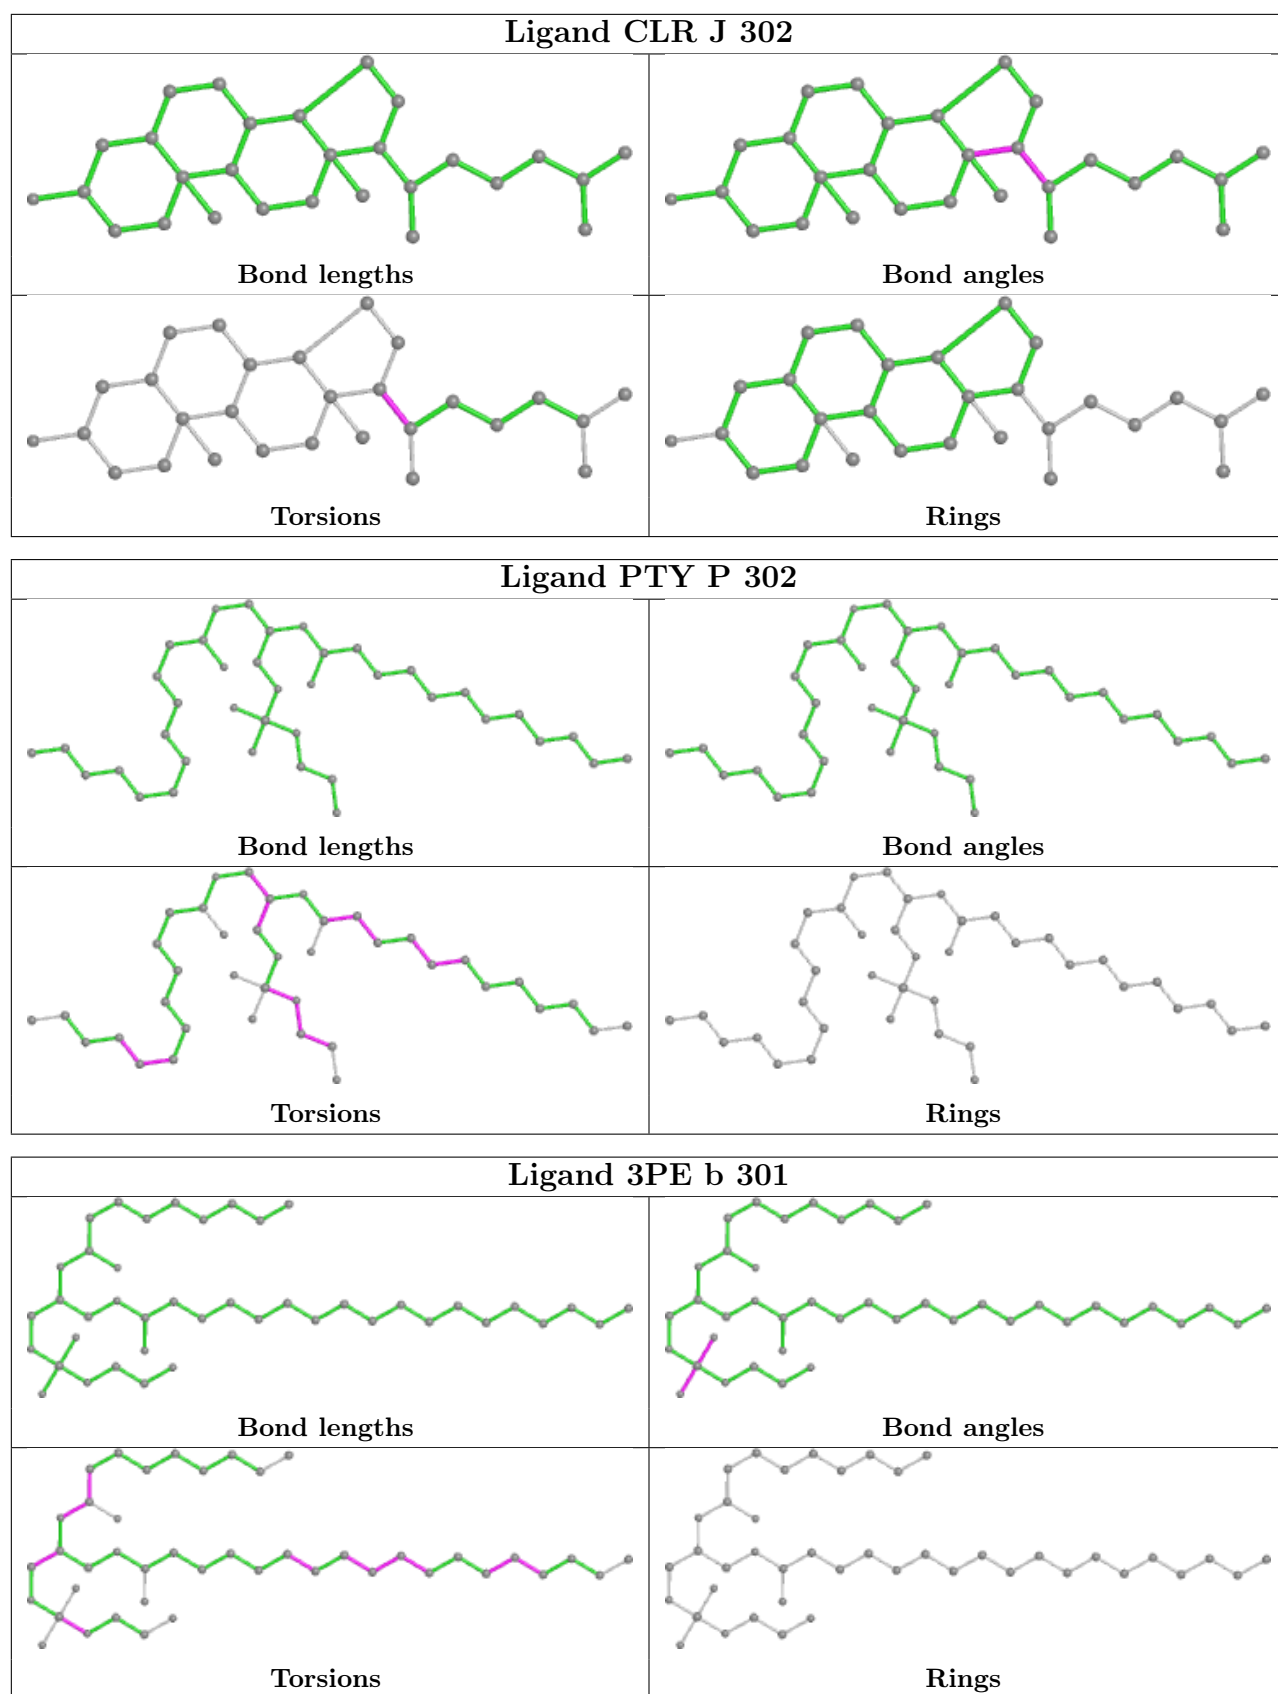 Ligand CLR J 302
Bond lengths
Bond angles
Torsions
Rings
Ligand PTY P 302
Bond lengths
Bond angles
Torsions
Rings
Ligand 3PE b 301
Bond lengths
Bond angles
Torsions
Rings